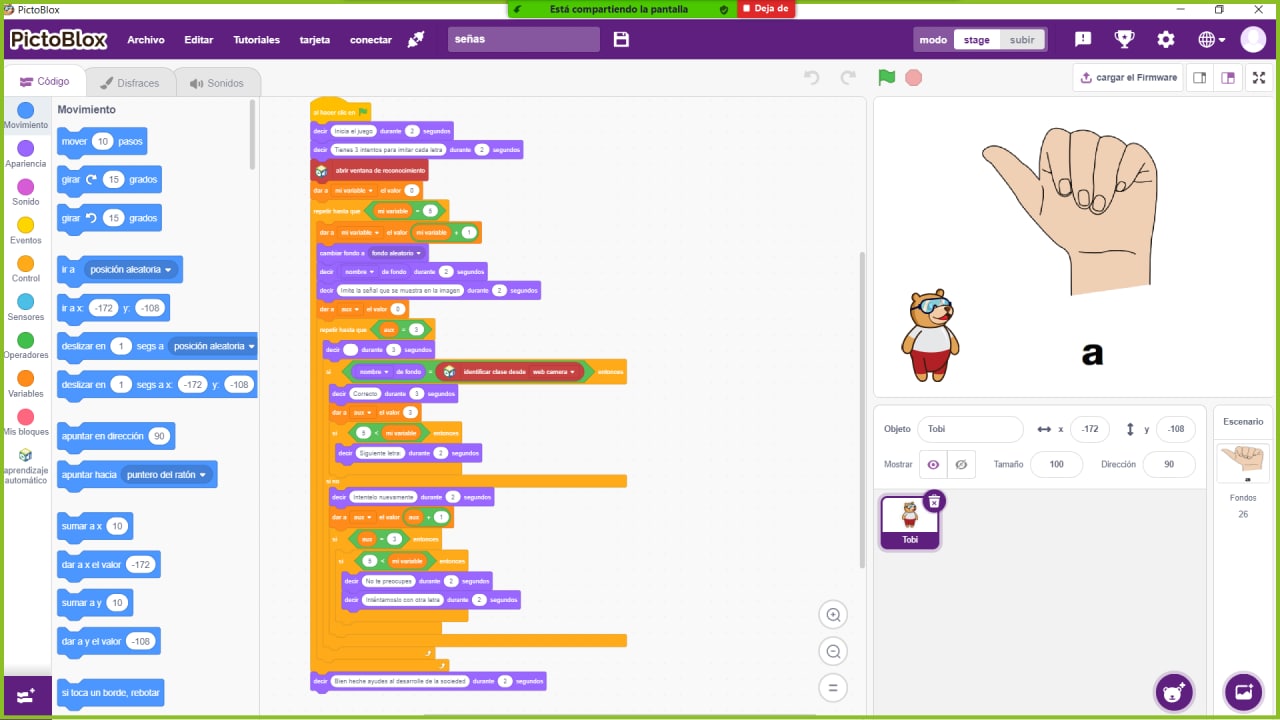 PictoBlox
Está compartiendo la pantalla
Deja de
PictoBlox Archivo Editar Tutoriales tarjeta conectar señas modo stage subir
Código Disfraces Sonidos cargar el Firmware
Movimiento
Apariencia
Sonido
Eventos
Control
Sensores
Operadores
Variables
Mis bloques
aprendizaje
automático
Movimiento
mover 10 pasos
girar 15 grados
girar 15 grados
ir a posición aleatoria
ir a x: -172 y: -108
deslizar en 1 segs a posición aleatoria
deslizar en 1 segs a x: -172 y: -108
apuntar en dirección 90
apuntar hacia puntero del ratón
sumar a x 10
dar a x el valor -172
sumar a y 10
dar a y el valor -108
si toca un borde, rebotar
al hacer clic en
decir Inicia el juego durante 2 segundos
decir Tienes 3 intentos para imitar cada letra durante 2 segundos
abrir ventana de reconocimiento
dar a mi variable el valor 0
repetir hasta que mi variable = 5
dar a mi variable el valor mi variable + 1
cambiar fondo a fondo aleatorio
decir nombre de fondo durante 2 segundos
decir Imite la señal que se muestra en la imagen durante 2 segundos
dar a aux el valor 0
repetir hasta que aux = 3
decir durante 3 segundos
si nombre de fondo = identificar clase desde web camera entonces
decir Correcto durante 3 segundos
dar a aux el valor 3
si 5 < mi variable entonces
decir Siguiente letra: durante 2 segundos
si no
decir Intentalo nuevamente durante 2 segundos
dar a aux el valor aux + 1
si aux = 3 entonces
si 5 < mi variable entonces
decir No te preocupes durante 2 segundos
decir Inténtemoslo con otra letra durante 2 segundos
decir Bien hecho ayudas al desarrollo de la sociedad durante 2 segundos
a
Objeto Tobi x -172 y -108
Mostrar Tamaño 100 Dirección 90
Tobi
Escenario
a
Fondos
26